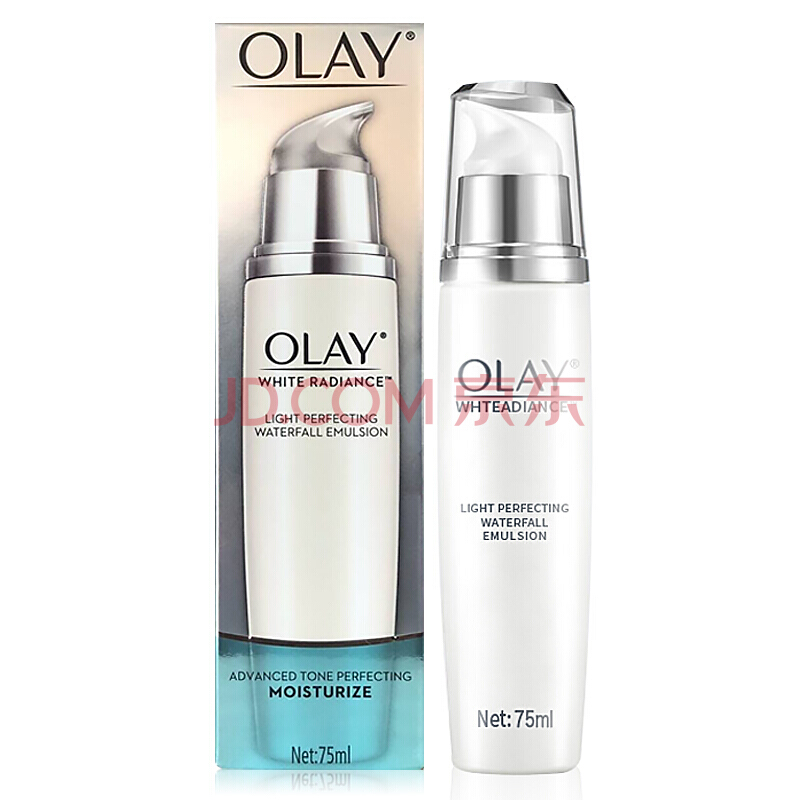 OLAY®
OLAY®
WHITE RADIANCE™
LIGHT PERFECTING
WATERFALL EMULSION
ADVANCED TONE PERFECTING
MOISTURIZE
Net:75ml
OLAY®
WHTEADIANCE
LIGHT PERFECTING
WATERFALL
EMULSION
Net:75ml
JD.COM 京东